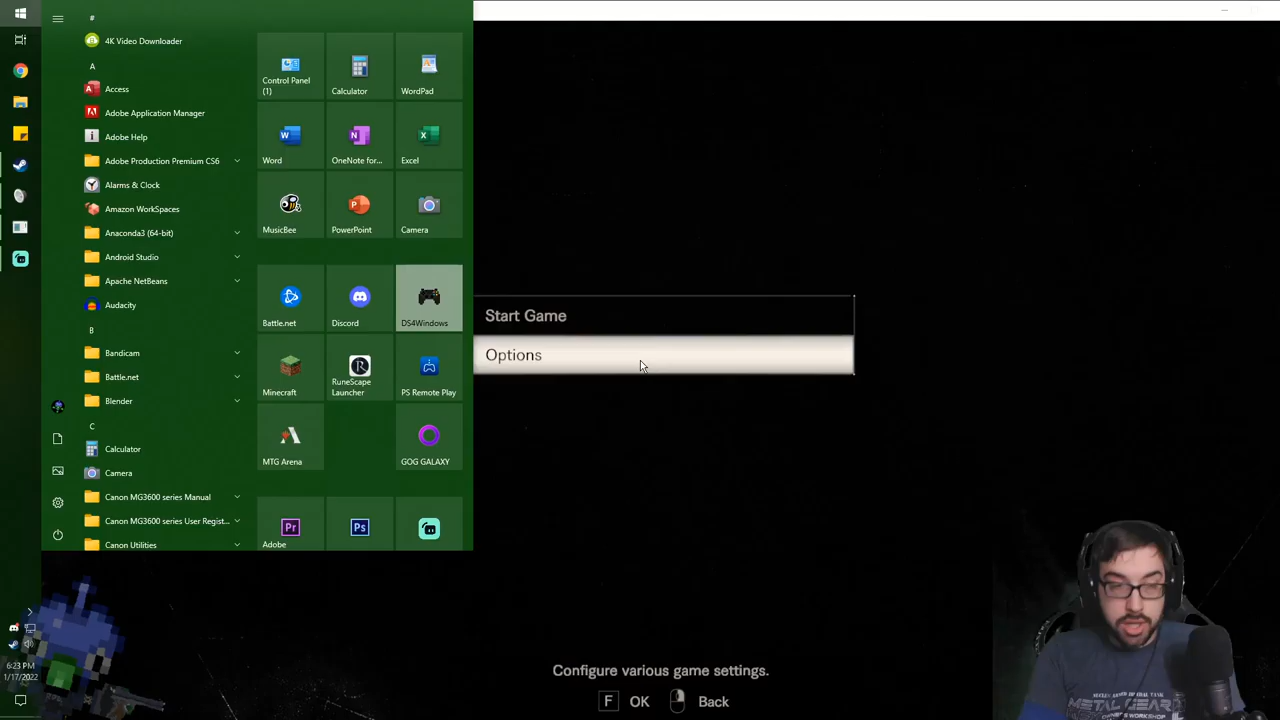 #
4K Video Downloader
A
Access
Adobe Application Manager
Adobe Help
Adobe Production Premium CS6
Alarms & Clock
Amazon WorkSpaces
Anaconda3 (64-bit)
Android Studio
Apache NetBeans
Audacity
B
Bandicam
Battle.net
Blender
C
Calculator
Camera
Canon MG3600 series Manual
Canon MG3600 series User Regist...
Canon Utilities
Control Panel
(1)
Calculator
WordPad
Word
OneNote for...
Excel
MusicBee
PowerPoint
Camera
Battle.net
Discord
DS4Windows
Minecraft
RuneScape
Launcher
PS Remote Play
MTG Arena
GOG GALAXY
Pr
Ps
Adobe
Start Game
Options
Configure various game settings.
F OK Back
6:23 PM
1/17/2022
METAL GEAR